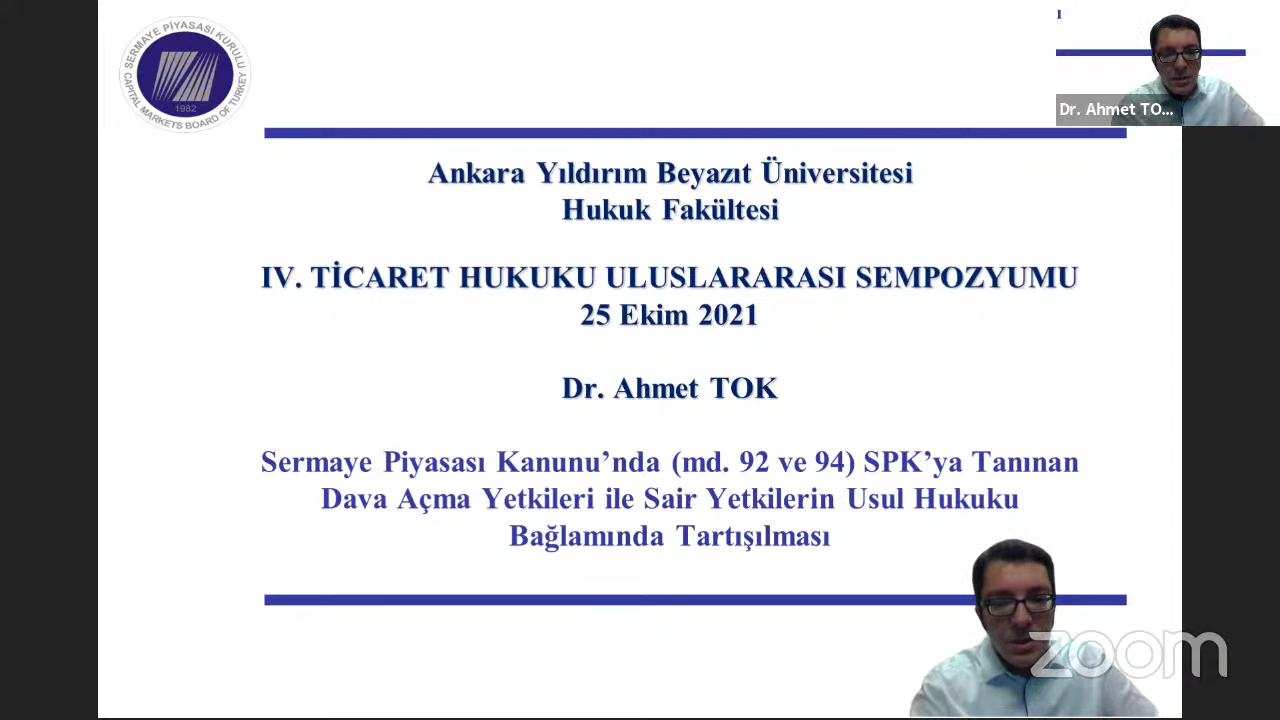 SERMAYE PİYASASI KURULU
1982
CAPITAL MARKETS BOARD OF TURKEY
Dr. Ahmet TO...
Ankara Yıldırım Beyazıt Üniversitesi
Hukuk Fakültesi
IV. TİCARET HUKUKU ULUSLARARASI SEMPOZYUMU
25 Ekim 2021
Dr. Ahmet TOK
Sermaye Piyasası Kanunu’nda (md. 92 ve 94) SPK’ya Tanınan
Dava Açma Yetkileri ile Sair Yetkilerin Usul Hukuku
Bağlamında Tartışılması
zoom